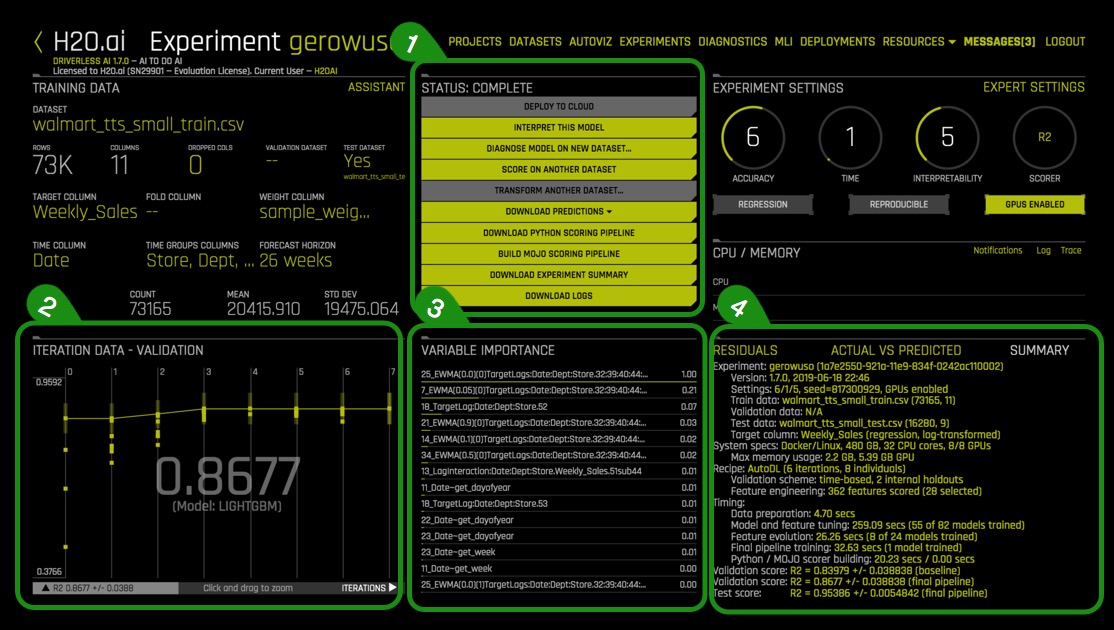 H2O.ai Experiment gerowuso
1
PROJECTS DATASETS AUTOVIZ EXPERIMENTS DIAGNOSTICS MLI DEPLOYMENTS RESOURCES MESSAGES[3] LOGOUT
DRIVERLESS AI 1.7.0 – AI TO DO AI
Licensed to H2O.ai (SN29901 – Evaluation License). Current User – H2OAI
TRAINING DATA ASSISTANT
DATASET
walmart_tts_small_train.csv
ROWS COLUMNS DROPPED COLS VALIDATION DATASET TEST DATASET
73K 11 0 -- Yes
walmart_tts_small_te
TARGET COLUMN FOLD COLUMN WEIGHT COLUMN
Weekly_Sales -- sample_weig...
TIME COLUMN TIME GROUPS COLUMNS FORECAST HORIZON
Date Store, Dept, ... 26 weeks
COUNT MEAN STD DEV
73165 20415.910 19475.064
STATUS: COMPLETE
DEPLOY TO CLOUD
INTERPRET THIS MODEL
DIAGNOSE MODEL ON NEW DATASET...
SCORE ON ANOTHER DATASET
TRANSFORM ANOTHER DATASET...
DOWNLOAD PREDICTIONS
DOWNLOAD PYTHON SCORING PIPELINE
BUILD MOJO SCORING PIPELINE
DOWNLOAD EXPERIMENT SUMMARY
DOWNLOAD LOGS
EXPERIMENT SETTINGS EXPERT SETTINGS
6 1 5 R2
ACCURACY TIME INTERPRETABILITY SCORER
REGRESSION REPRODUCIBLE GPUS ENABLED
CPU / MEMORY Notifications Log Trace
CPU
M
2
ITERATION DATA - VALIDATION
0 1 2 3 4 5 6 7
0.9592
0.8677
(Model: LIGHTGBM)
0.3766
R2 0.8677 +/- 0.0388 Click and drag to zoom ITERATIONS
3
VARIABLE IMPORTANCE
25_EWMA(0.0)(0)TargetLags:Date:Dept:Store.32:39:40:44:... 1.00
7_EWMA(0.05)(0)TargetLags:Date:Dept:Store.32:39:40:44:... 0.21
18_TargetLag:Date:Dept:Store.52 0.07
21_EWMA(0.9)(0)TargetLags:Date:Dept:Store.32:39:40:44:... 0.03
14_EWMA(0.1)(0)TargetLags:Date:Dept:Store.32:39:40:44:... 0.02
34_EWMA(0.5)(0)TargetLags:Date:Dept:Store.32:39:40:44:... 0.02
13_LagInteraction:Date:Dept:Store.Weekly_Sales.51sub44 0.01
11_Date~get_dayofyear 0.01
18_TargetLag:Date:Dept:Store.53 0.01
22_Date~get_dayofyear 0.01
23_Date~get_dayofyear 0.01
23_Date~get_week 0.01
11_Date~get_week 0.00
25_EWMA(0.0)(1)TargetLags:Date:Dept:Store.32:39:40:44:... 0.00
4
RESIDUALS ACTUAL VS PREDICTED SUMMARY
Experiment: gerowuso (1a7e2550-921a-11e9-834f-0242ac110002)
Version: 1.7.0, 2019-06-18 22:46
Settings: 6/1/5, seed=817300929, GPUs enabled
Train data: walmart_tts_small_train.csv (73165, 11)
Validation data: N/A
Test data: walmart_tts_small_test.csv (16280, 9)
Target column: Weekly_Sales (regression, log-transformed)
System specs: Docker/Linux, 480 GB, 32 CPU cores, 8/8 GPUs
Max memory usage: 2.2 GB, 5.39 GB GPU
Recipe: AutoDL (6 iterations, 8 individuals)
Validation scheme: time-based, 2 internal holdouts
Feature engineering: 362 features scored (28 selected)
Timing:
Data preparation: 4.70 secs
Model and feature tuning: 259.09 secs (55 of 82 models trained)
Feature evolution: 26.26 secs (8 of 24 models trained)
Final pipeline training: 32.63 secs (1 model trained)
Python / MOJO scorer building: 20.23 secs / 0.00 secs
Validation score: R2 = 0.83979 +/- 0.038838 (baseline)
Validation score: R2 = 0.8677 +/- 0.038838 (final pipeline)
Test score: R2 = 0.95386 +/- 0.0054842 (final pipeline)